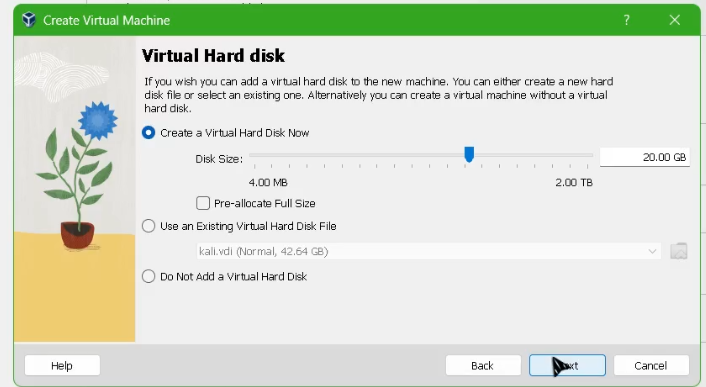 Create Virtual Machine
Virtual Hard disk
If you wish you can add a virtual hard disk to the new machine. You can either create a new hard
disk file or select an existing one. Alternatively you can create a virtual machine without a virtual
hard disk.
Create a Virtual Hard Disk Now
Disk Size:
20.00 GB
4.00 MB
2.00 TB
Pre-allocate Full Size
Use an Existing Virtual Hard Disk File
kali.vdi (Normal, 42.64 GB)
Do Not Add a Virtual Hard Disk
Help
Back
Cancel